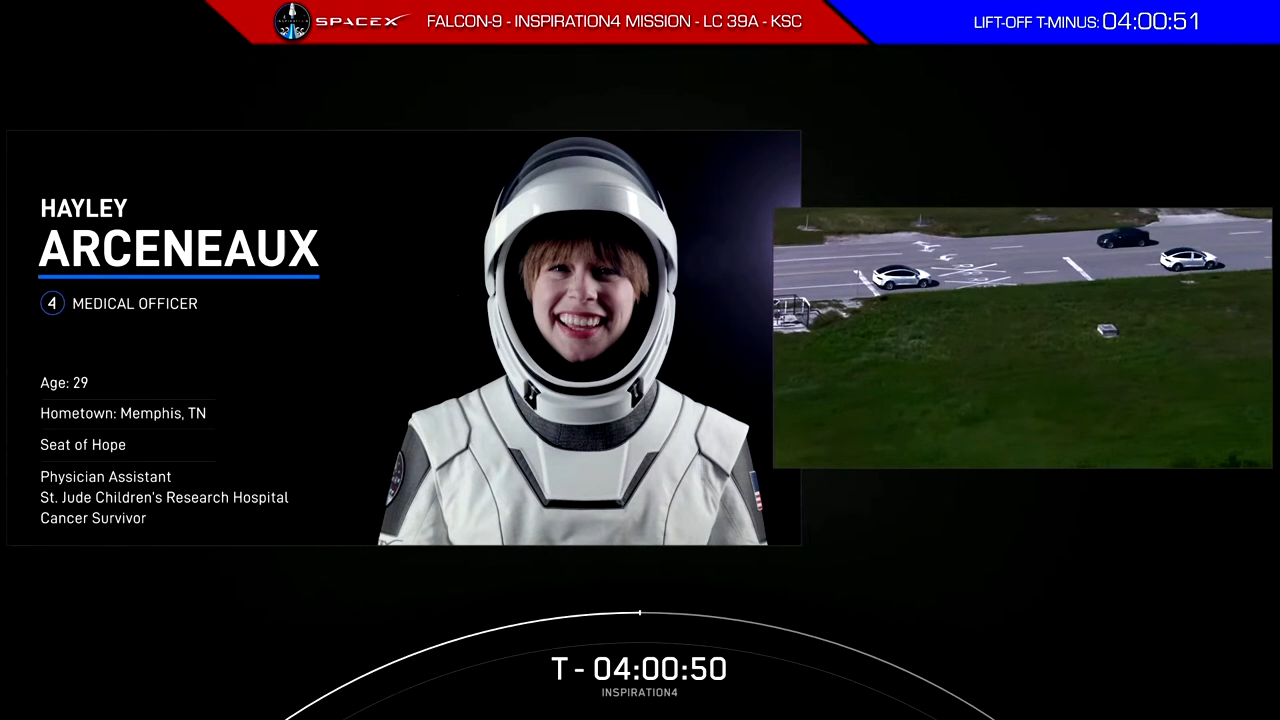 SPACEX
FALCON-9 - INSPIRATION4 MISSION - LC 39A - KSC
LIFT-OFF T-MINUS: 04:00:51
HAYLEY
ARCENEAUX
4 MEDICAL OFFICER
Age: 29
Hometown: Memphis, TN
Seat of Hope
Physician Assistant
St. Jude Children's Research Hospital
Cancer Survivor
T - 04:00:50
INSPIRATION4